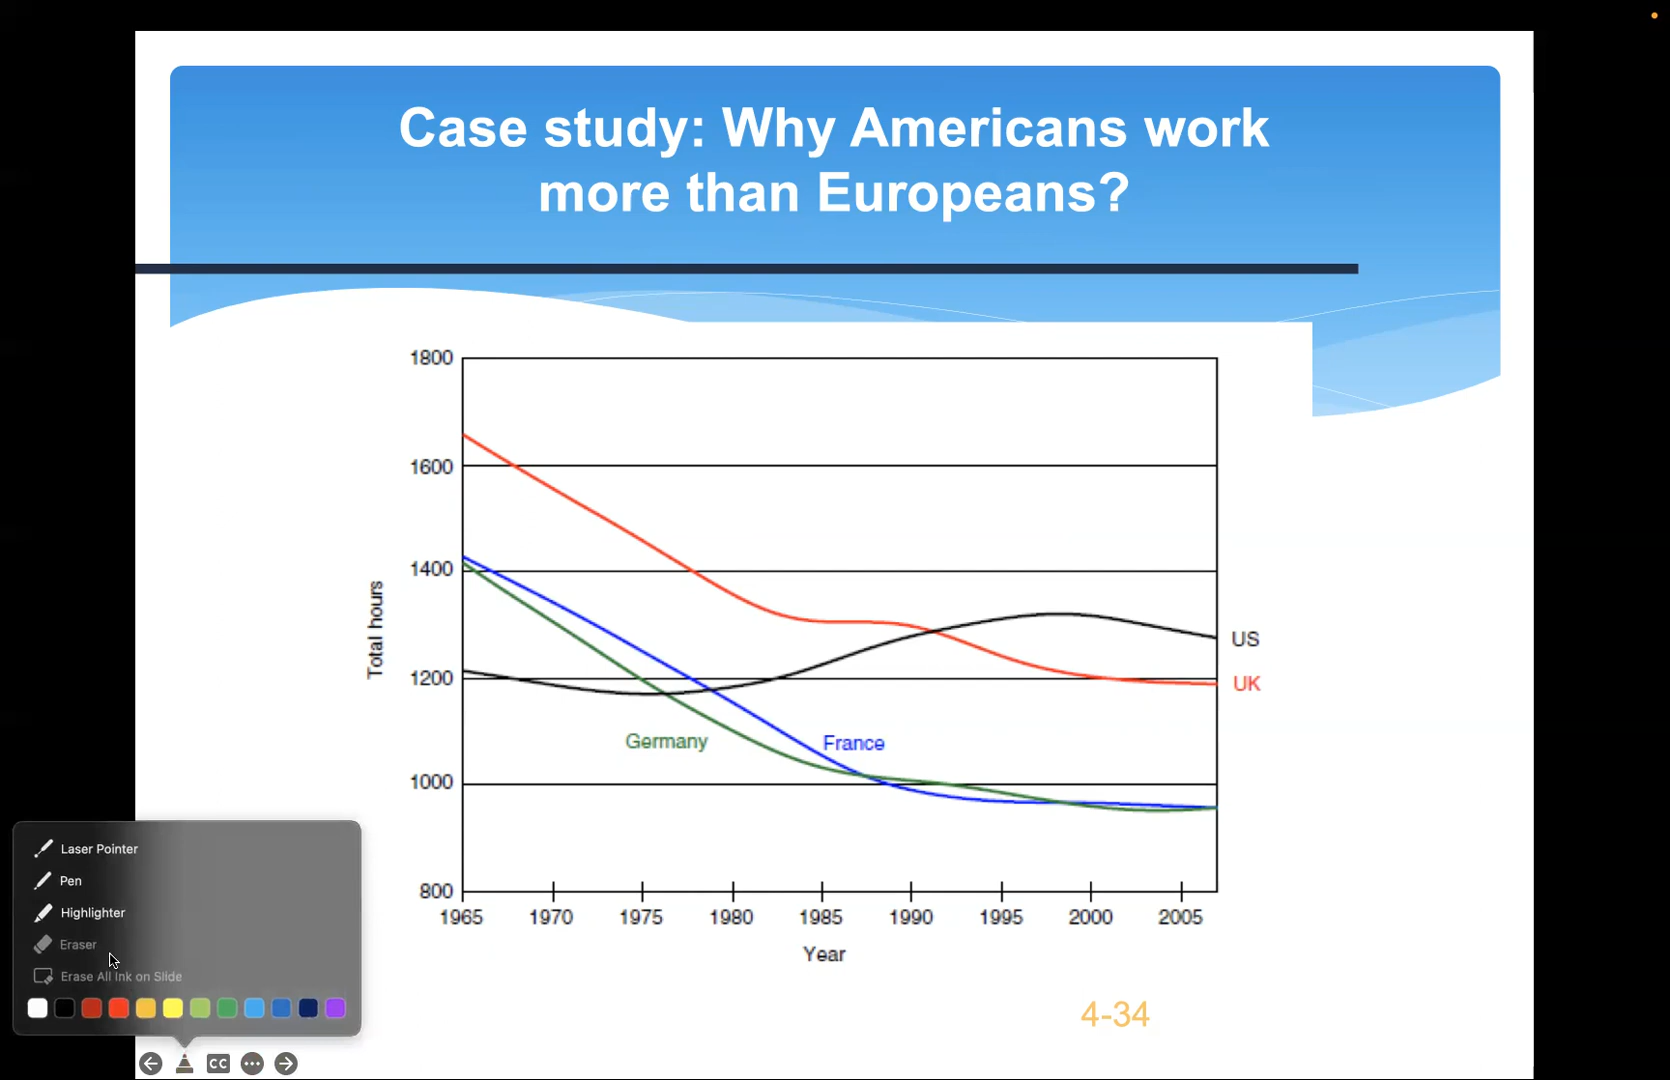 Case study: Why Americans work
more than Europeans?
1800
1600
1400
1200
1000
800
Total hours
US
UK
Germany
France
1965 1970 1975 1980 1985 1990 1995 2000 2005
Year
4-34
Laser Pointer
Pen
Highlighter
Eraser
Erase All Ink on Slide
CC